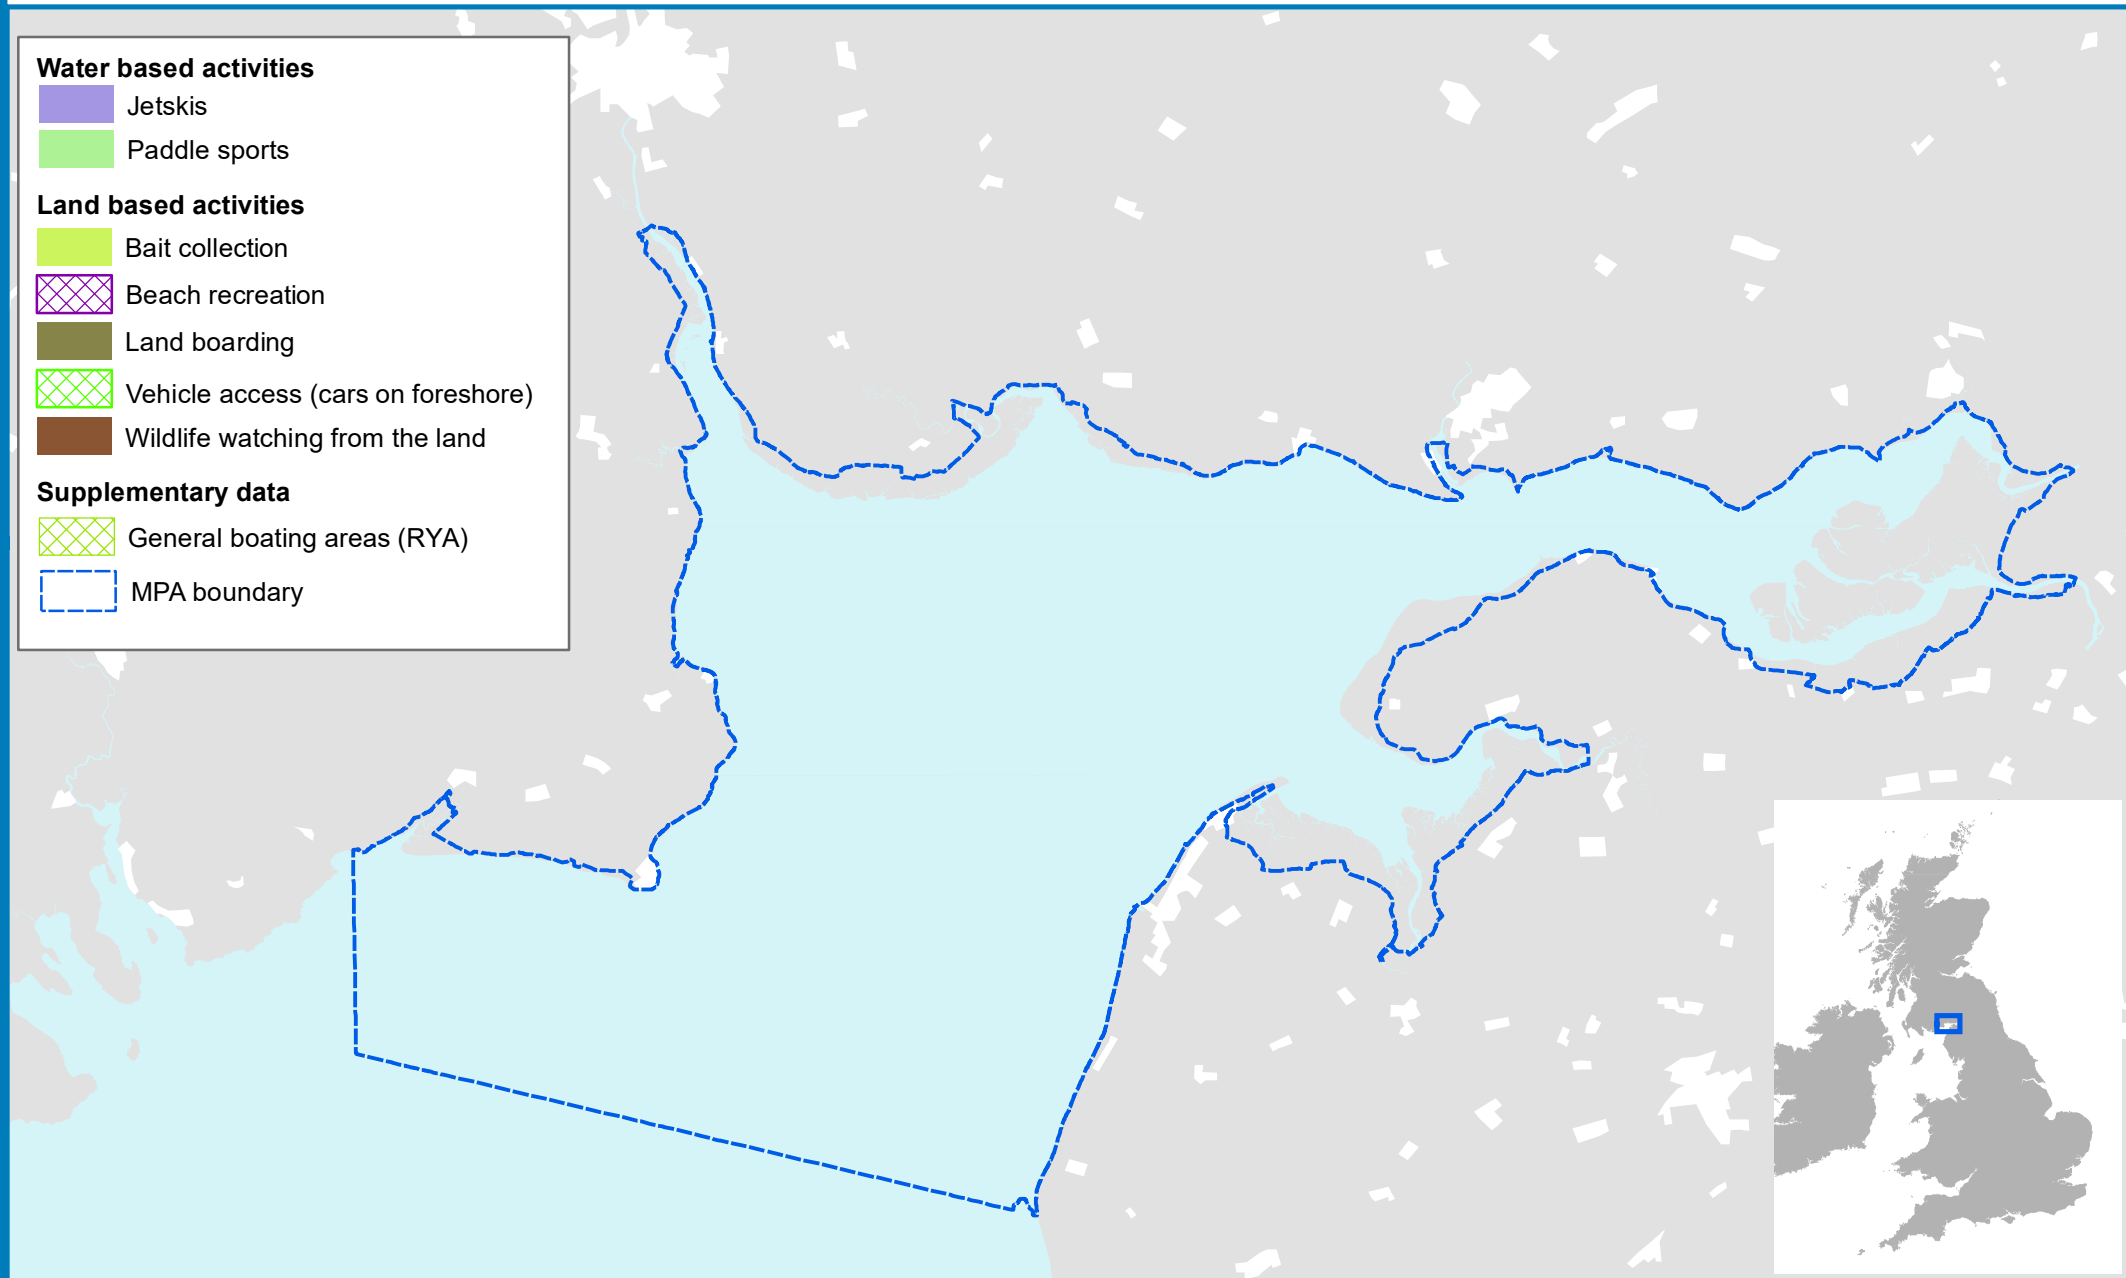 Water based activities
Jetskis
Paddle sports
Land based activities
Bait collection
Beach recreation
Land boarding
Vehicle access (cars on foreshore)
Wildlife watching from the land
Supplementary data
General boating areas (RYA)
MPA boundary